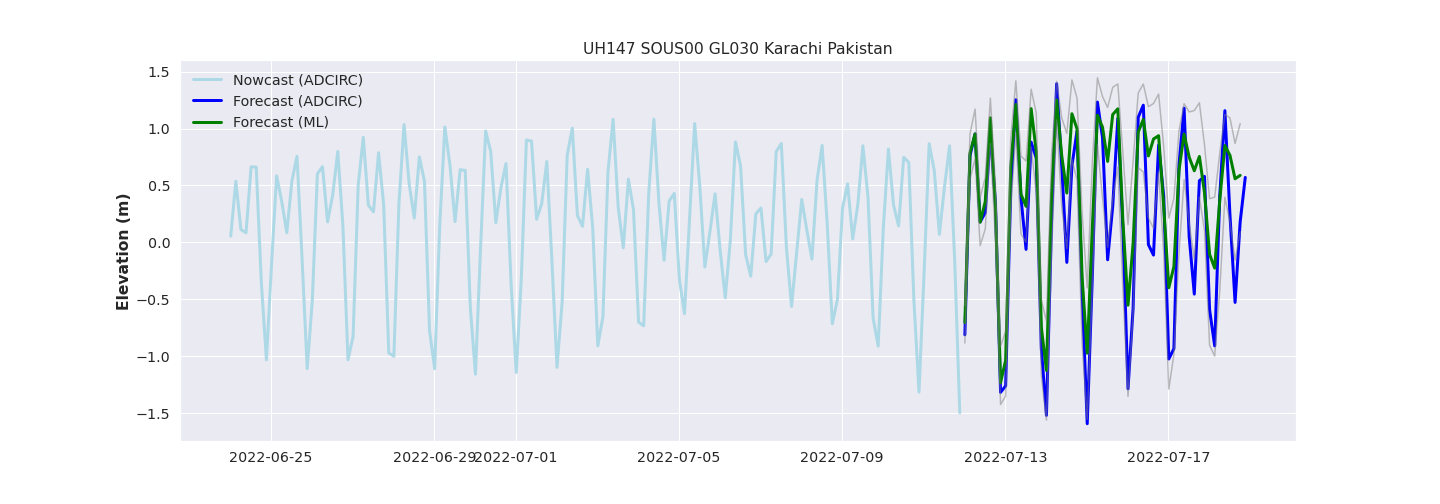 UH147 SOUS00 GL030 Karachi Pakistan
Nowcast (ADCIRC)
Forecast (ADCIRC)
Forecast (ML)
Elevation (m)
1.5
1.0
0.5
0.0
−0.5
−1.0
−1.5
2022-06-25 2022-06-29 2022-07-01 2022-07-05 2022-07-09 2022-07-13 2022-07-17